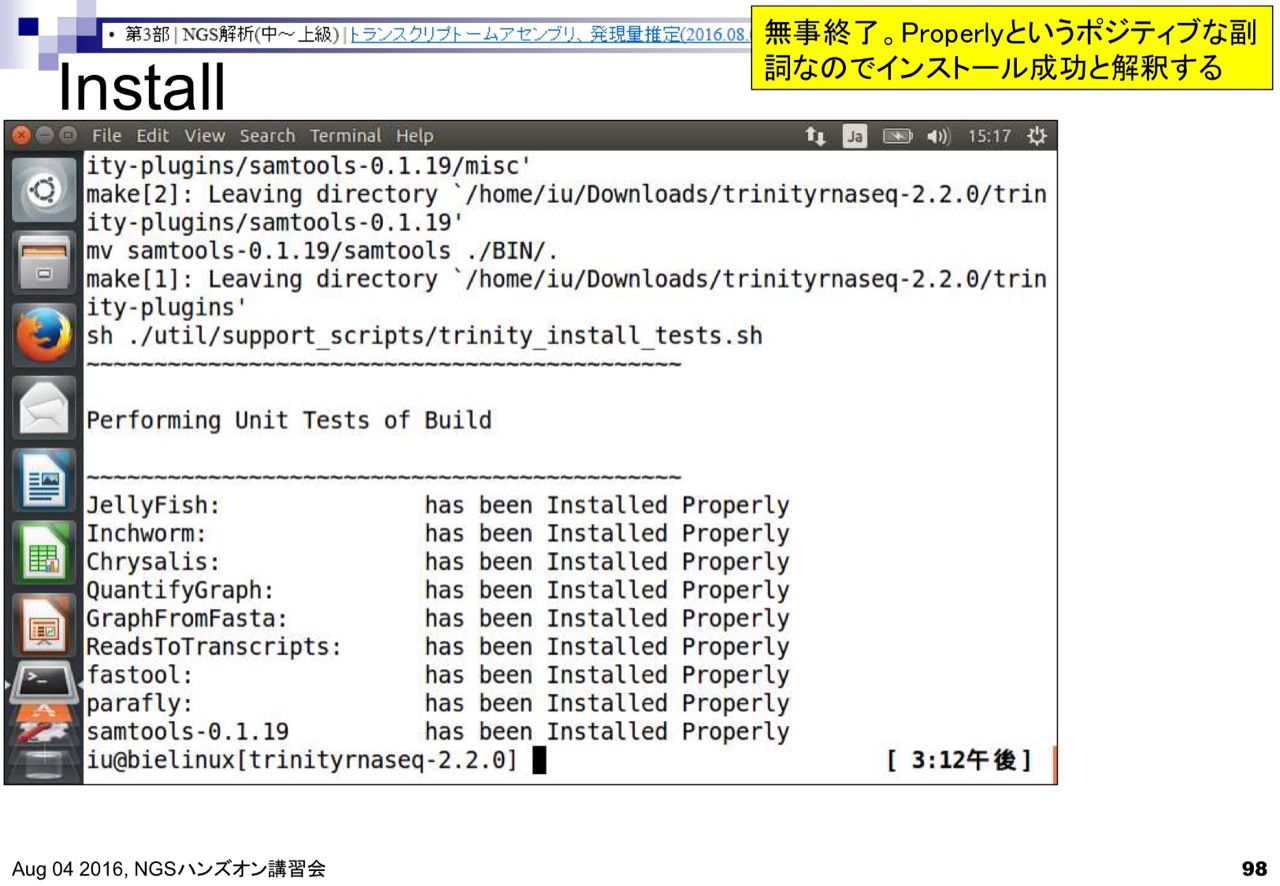 • 第3部 | NGS解析(中～上級) | トランスクリプトームアセンブリ、発現量推定(2016.08.
無事終了。Properlyというポジティブな副
詞なのでインストール成功と解釈する
Install
File Edit View Search Terminal Help
Ja 15:17
ity-plugins/samtools-0.1.19/misc'
make[2]: Leaving directory `/home/iu/Downloads/trinityrnaseq-2.2.0/trin
ity-plugins/samtools-0.1.19'
mv samtools-0.1.19/samtools ./BIN/.
make[1]: Leaving directory `/home/iu/Downloads/trinityrnaseq-2.2.0/trin
ity-plugins'
sh ./util/support_scripts/trinity_install_tests.sh
~~~~~~~~~~~~~~~~~~~~~~~~~~~~~~~~~~~~~~~~~~~~
Performing Unit Tests of Build
~~~~~~~~~~~~~~~~~~~~~~~~~~~~~~~~~~~~~~~~~~~~
JellyFish: has been Installed Properly
Inchworm: has been Installed Properly
Chrysalis: has been Installed Properly
QuantifyGraph: has been Installed Properly
GraphFromFasta: has been Installed Properly
ReadsToTranscripts: has been Installed Properly
fastool: has been Installed Properly
parafly: has been Installed Properly
samtools-0.1.19 has been Installed Properly
iu@bielinux[trinityrnaseq-2.2.0] [ 3:12午後]
Aug 04 2016, NGSハンズオン講習会
98